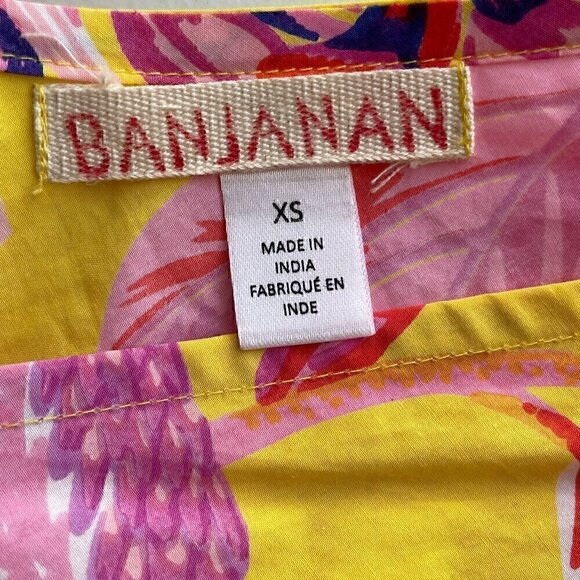 BANJANAN
XS
MADE IN
INDIA
FABRIQUÉ EN
INDE